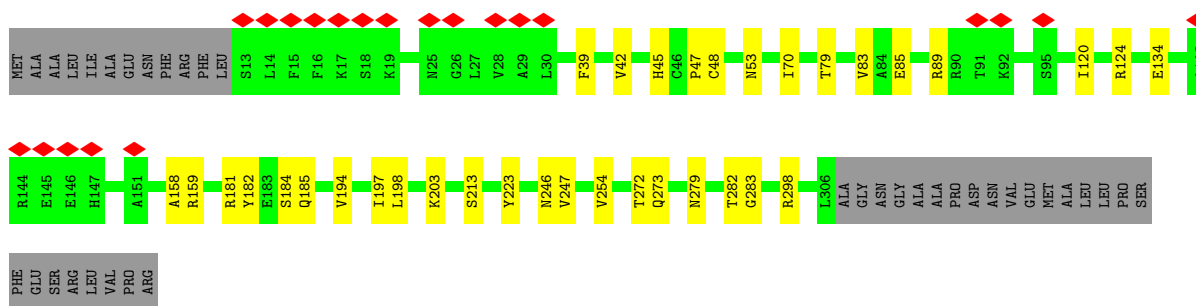 MET ALA ALA LEU ILE ALA GLU ASN PHE ARG PHE LEU S13 L14 F15 F16 K17 S18 K19 N25 G26 L27 V28 A29 L30 F39 V42 H45 C46 P47 C48 N53 I70 T79 V83 A84 E85 R89 R90 T91 K92 S95 I120 R124 E134
R144 E145 E146 H147 A151 A158 R159 R181 Y182 E183 S184 Q185 V194 I197 L198 K203 S213 Y223 N246 V247 V254 T272 Q273 N279 T282 G283 R298 L306 ALA GLY ASN GLY ALA ALA PRO ASP ASN VAL GLU MET ALA LEU LEU PRO SER
PHE GLU SER ARG LEU VAL PRO ARG